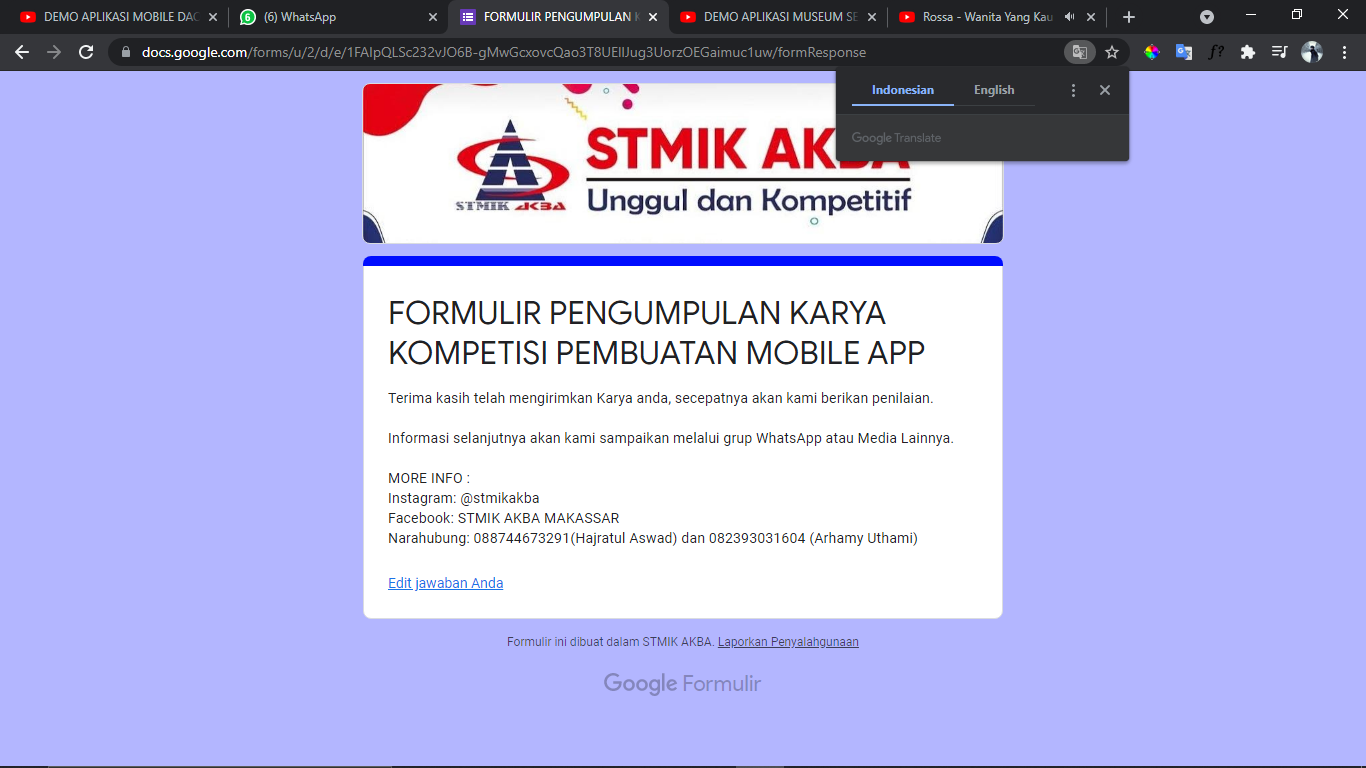 DEMO APLIKASI MOBILE DAC
(6) WhatsApp
FORMULIR PENGUMPULAN K
DEMO APLIKASI MUSEUM SE
Rossa - Wanita Yang Kau
docs.google.com/forms/u/2/d/e/1FAIpQLSc232vJO6B-gMwGcxovcQao3T8UEIIJug3UorzOEGaimuc1uw/formResponse
Indonesian
English
Google Translate
STMIK AKBA
STMIK AKBA
Unggul dan Kompetitif
FORMULIR PENGUMPULAN KARYA
KOMPETISI PEMBUATAN MOBILE APP
Terima kasih telah mengirimkan Karya anda, secepatnya akan kami berikan penilaian.
Informasi selanjutnya akan kami sampaikan melalui grup WhatsApp atau Media Lainnya.
MORE INFO :
Instagram: @stmikakba
Facebook: STMIK AKBA MAKASSAR
Narahubung: 088744673291(Hajratul Aswad) dan 082393031604 (Arhamy Uthami)
Edit jawaban Anda
Formulir ini dibuat dalam STMIK AKBA. Laporkan Penyalahgunaan
Google Formulir